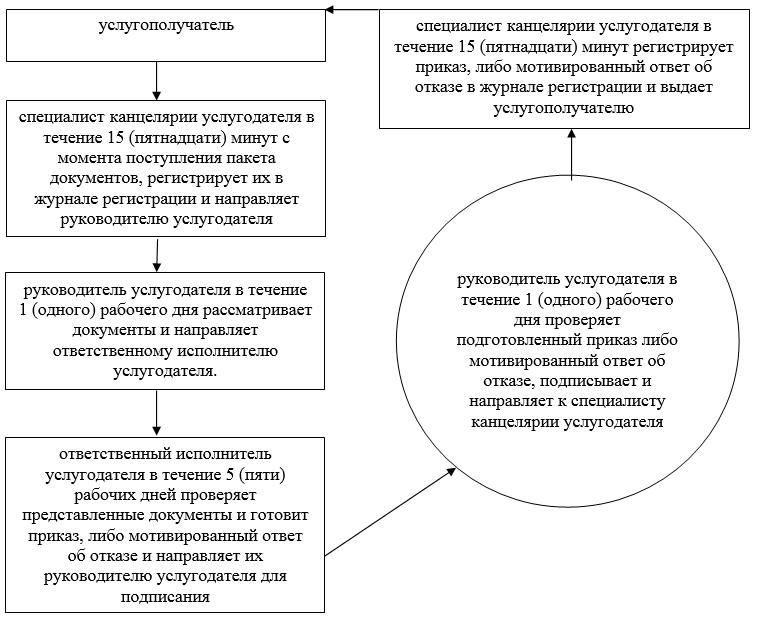 услугополучатель
специалист канцелярии услугодателя в
течение 15 (пятнадцати) минут с
момента поступления пакета
документов, регистрирует их в
журнале регистрации и направляет
руководителю услугодателя
руководитель услугодателя в течение
1 (одного) рабочего дня рассматривает
документы и направляет
ответственному исполнителю
услугодателя.
ответственный исполнитель
услугодателя в течение 5 (пяти)
рабочих дней проверяет
представленные документы и готовит
приказ, либо мотивированный ответ
об отказе и направляет их
руководителю услугодателя для
подписания
руководитель услугодателя в
течение 1 (одного) рабочего
дня проверяет
подготовленный приказ либо
мотивированный ответ об
отказе, подписывает и
направляет к специалисту
канцелярии услугодателя
специалист канцелярии услугодателя в
течение 15 (пятнадцати) минут регистрирует
приказ, либо мотивированный ответ об
отказе в журнале регистрации и выдает
услугополучателю